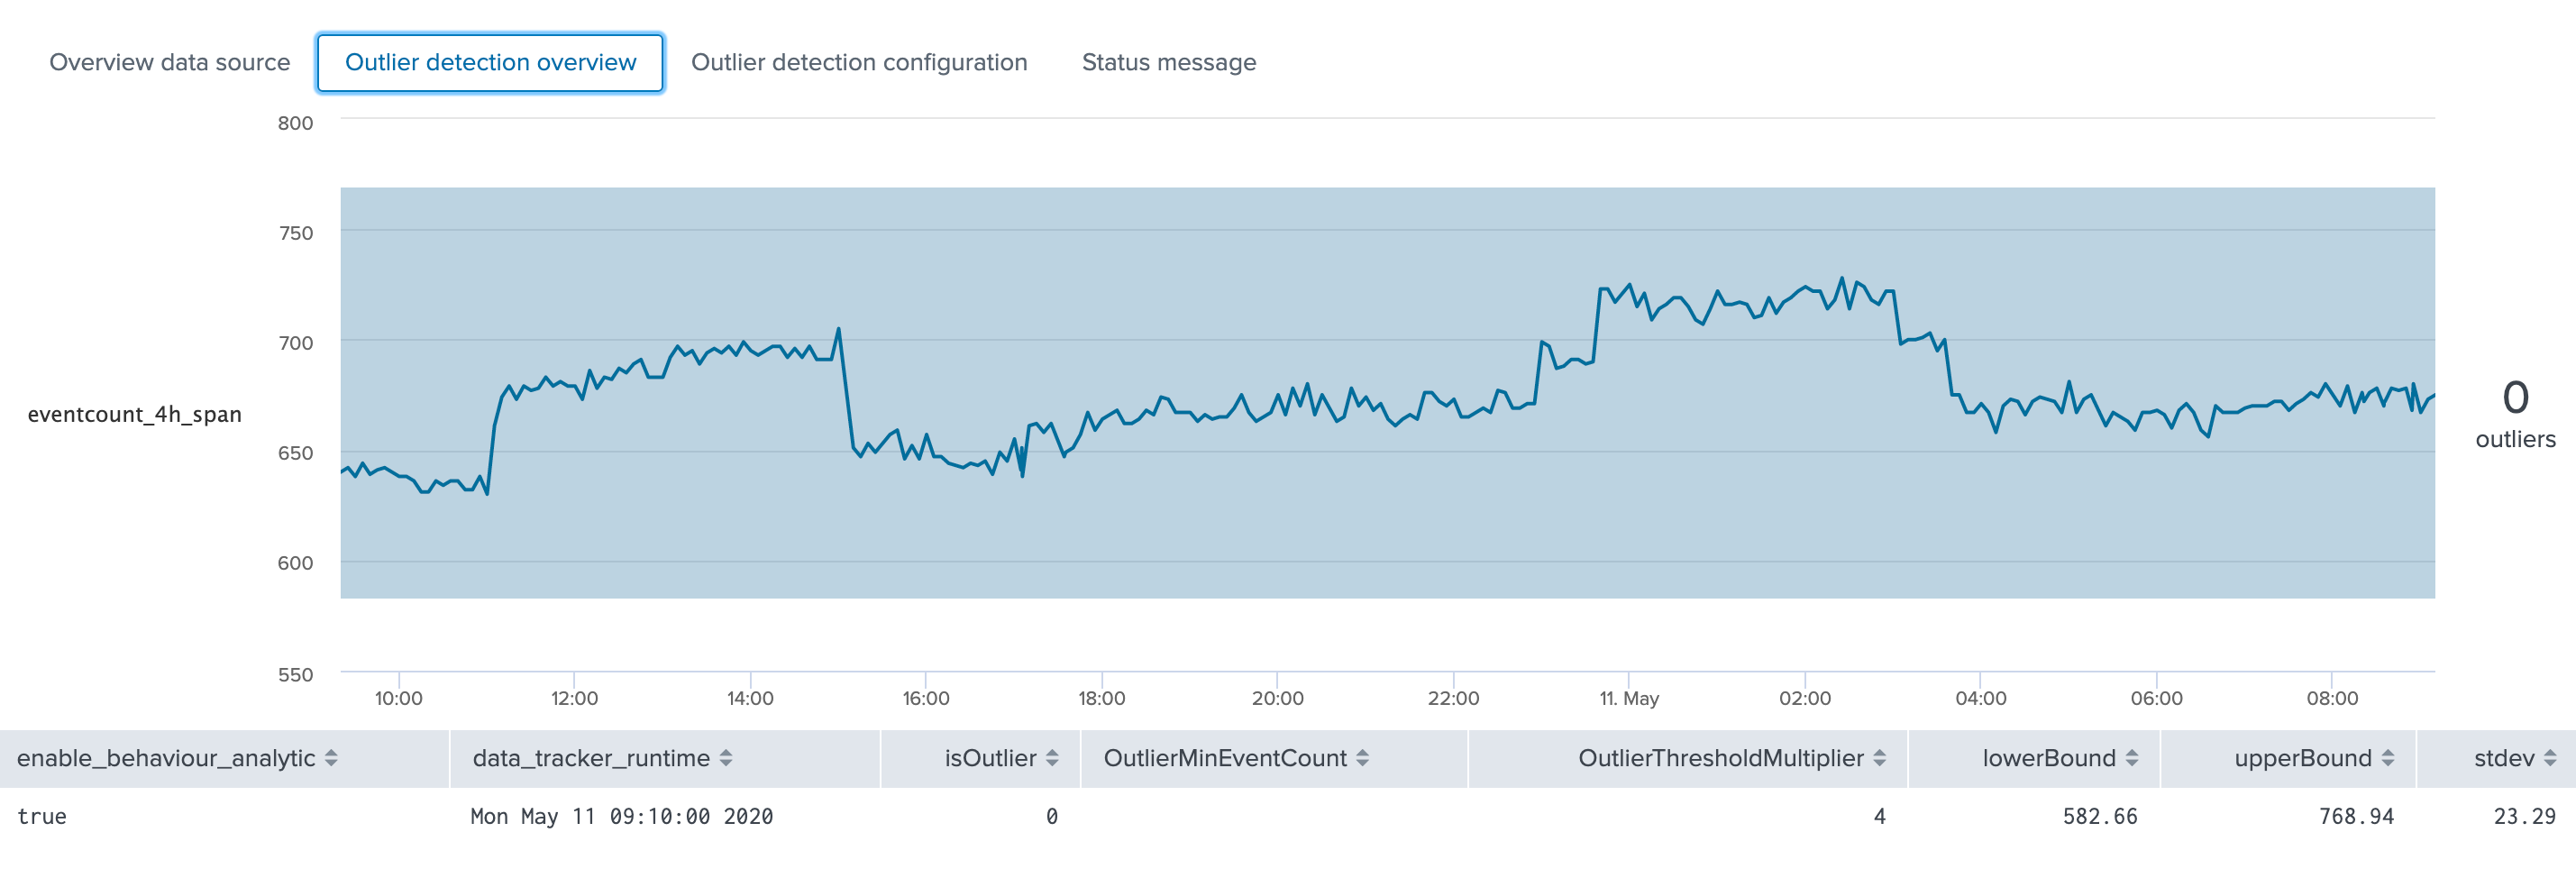 Overview data source Outlier detection overview Outlier detection configuration Status message
800
750
700
650
600
550
eventcount_4h_span
0
outliers
10:00 12:00 14:00 16:00 18:00 20:00 22:00 11. May 02:00 04:00 06:00 08:00
enable_behaviour_analytic data_tracker_runtime isOutlier OutlierMinEventCount OutlierThresholdMultiplier lowerBound upperBound stdev
true Mon May 11 09:10:00 2020 0 4 582.66 768.94 23.29